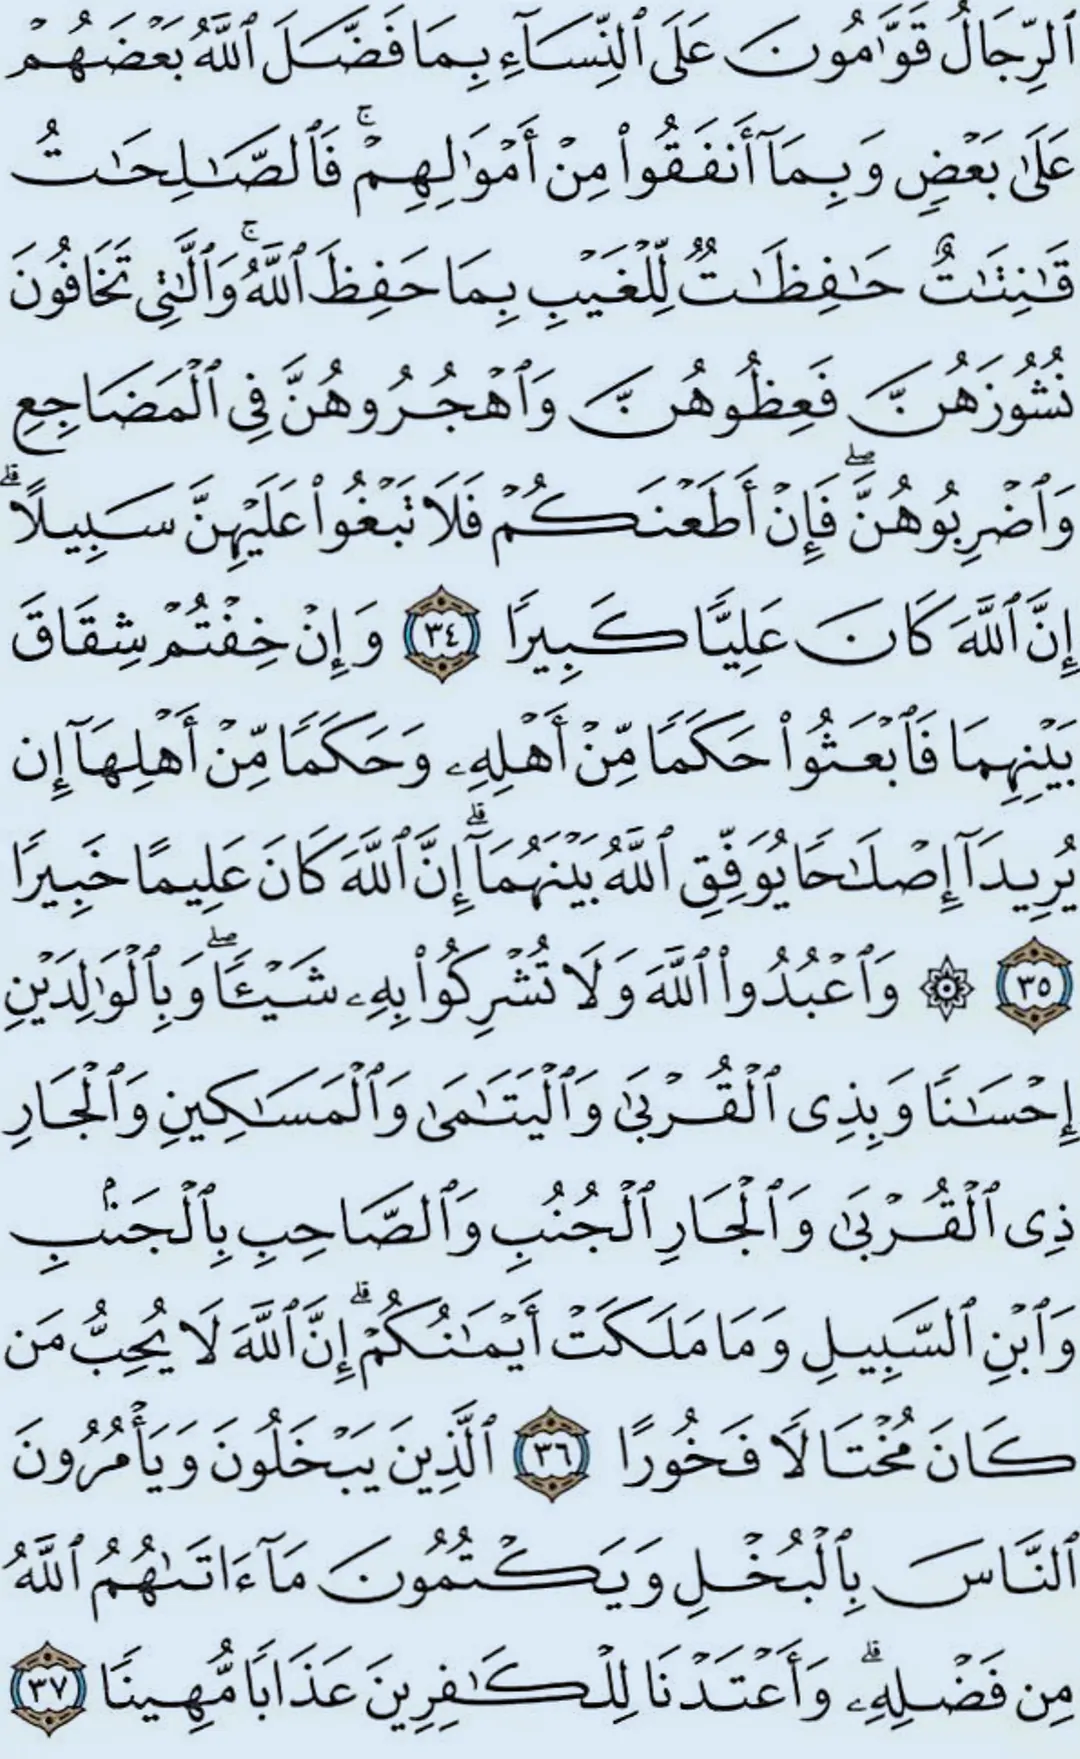 ٱلرِّجَالُ قَوَّٰمُونَ عَلَى ٱلنِّسَآءِ بِمَا فَضَّلَ ٱللَّهُ بَعۡضَهُمۡ
عَلَىٰ بَعۡضٖ وَبِمَآ أَنفَقُواْ مِنۡ أَمۡوَٰلِهِمۡۚ فَٱلصَّٰلِحَٰتُ
قَٰنِتَٰتٌ حَٰفِظَٰتٞ لِّلۡغَيۡبِ بِمَا حَفِظَ ٱللَّهُۚ وَٱلَّٰتِي تَخَافُونَ
نُشُوزَهُنَّ فَعِظُوهُنَّ وَٱهۡجُرُوهُنَّ فِي ٱلۡمَضَاجِعِ
وَٱضۡرِبُوهُنَّۖ فَإِنۡ أَطَعۡنَكُمۡ فَلَا تَبۡغُواْ عَلَيۡهِنَّ سَبِيلًاۗ
إِنَّ ٱللَّهَ كَانَ عَلِيّٗا كَبِيرٗا ٣٤ وَإِنۡ خِفۡتُمۡ شِقَاقَ
بَيۡنِهِمَا فَٱبۡعَثُواْ حَكَمٗا مِّنۡ أَهۡلِهِۦ وَحَكَمٗا مِّنۡ أَهۡلِهَآ إِن
يُرِيدَآ إِصۡلَٰحٗا يُوَفِّقِ ٱللَّهُ بَيۡنَهُمَآۗ إِنَّ ٱللَّهَ كَانَ عَلِيمًا خَبِيرٗا
٣٥ ۞ وَٱعۡبُدُواْ ٱللَّهَ وَلَا تُشۡرِكُواْ بِهِۦ شَيۡـٔٗاۖ وَبِٱلۡوَٰلِدَيۡنِ
إِحۡسَٰنٗا وَبِذِي ٱلۡقُرۡبَىٰ وَٱلۡيَتَٰمَىٰ وَٱلۡمَسَٰكِينِ وَٱلۡجَارِ
ذِي ٱلۡقُرۡبَىٰ وَٱلۡجَارِ ٱلۡجُنُبِ وَٱلصَّاحِبِ بِٱلۡجَنۢبِ
وَٱبۡنِ ٱلسَّبِيلِ وَمَا مَلَكَتۡ أَيۡمَٰنُكُمۡۗ إِنَّ ٱللَّهَ لَا يُحِبُّ مَن
كَانَ مُخۡتَالٗا فَخُورًا ٣٦ ٱلَّذِينَ يَبۡخَلُونَ وَيَأۡمُرُونَ
ٱلنَّاسَ بِٱلۡبُخۡلِ وَيَكۡتُمُونَ مَآ ءَاتَىٰهُمُ ٱللَّهُ
مِن فَضۡلِهِۦۗ وَأَعۡتَدۡنَا لِلۡكَٰفِرِينَ عَذَابٗا مُّهِينٗا ٣٧